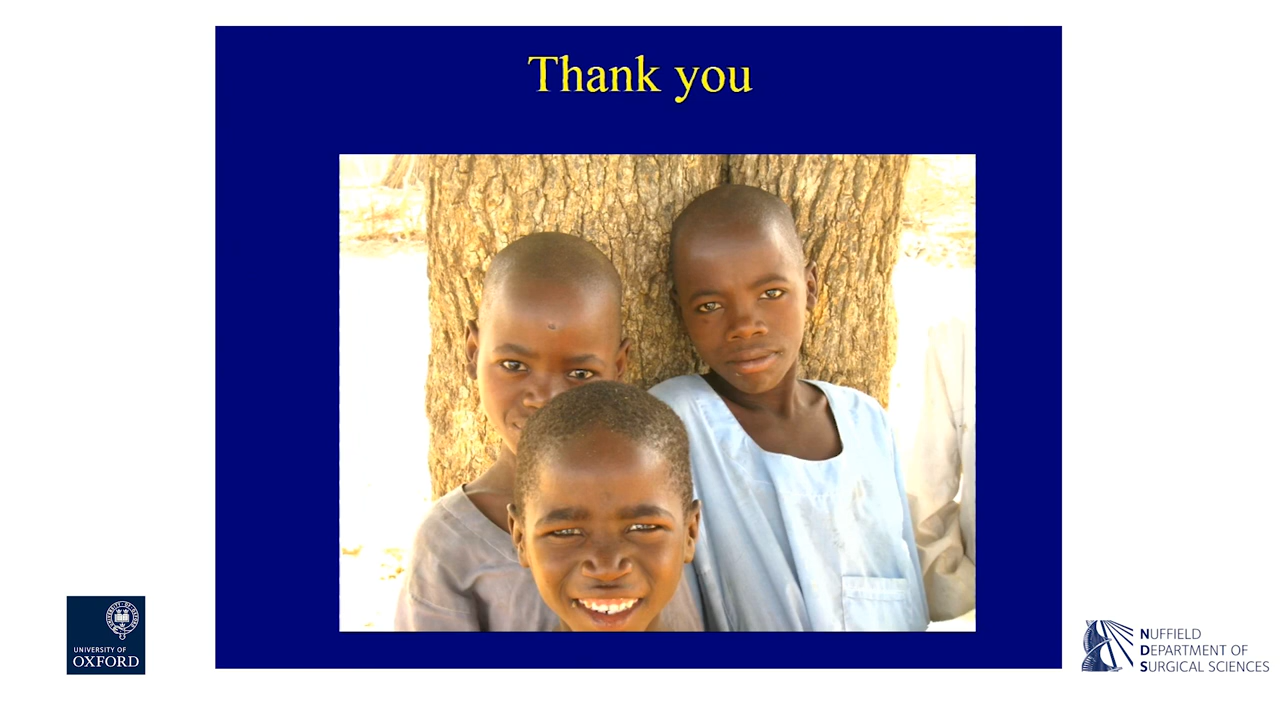 Thank you
UNIVERSITY OF
OXFORD
NUFFIELD
DEPARTMENT OF
SURGICAL SCIENCES